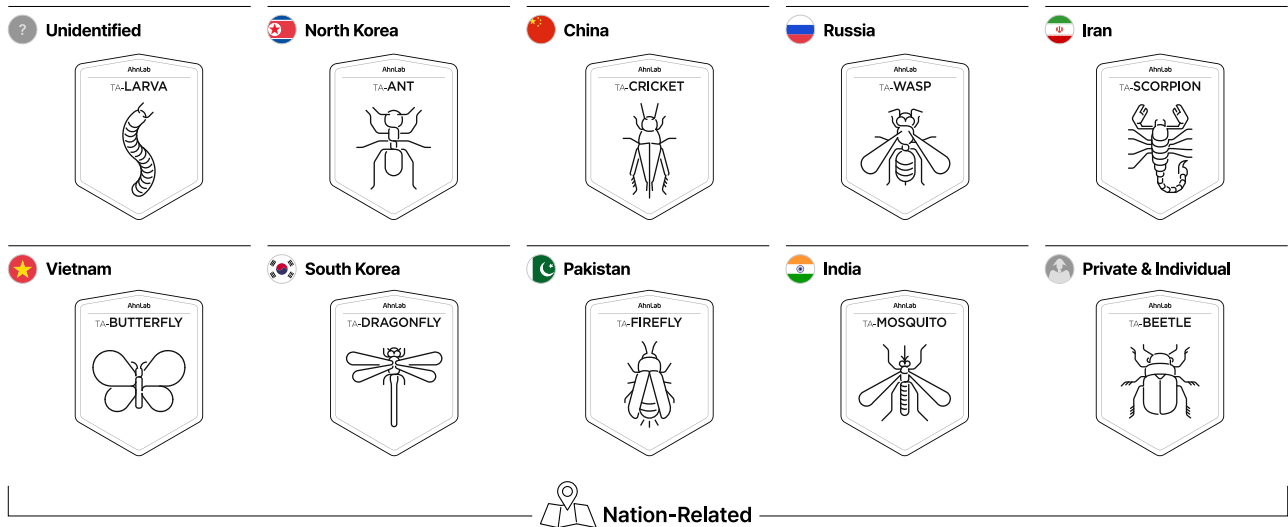 ? Unidentified
AhnLab
TA-LARVA
North Korea
AhnLab
TA-ANT
China
AhnLab
TA-CRICKET
Russia
AhnLab
TA-WASP
Iran
AhnLab
TA-SCORPION
Vietnam
AhnLab
TA-BUTTERFLY
South Korea
AhnLab
TA-DRAGONFLY
Pakistan
AhnLab
TA-FIREFLY
India
AhnLab
TA-MOSQUITO
Private & Individual
AhnLab
TA-BEETLE
Nation-Related